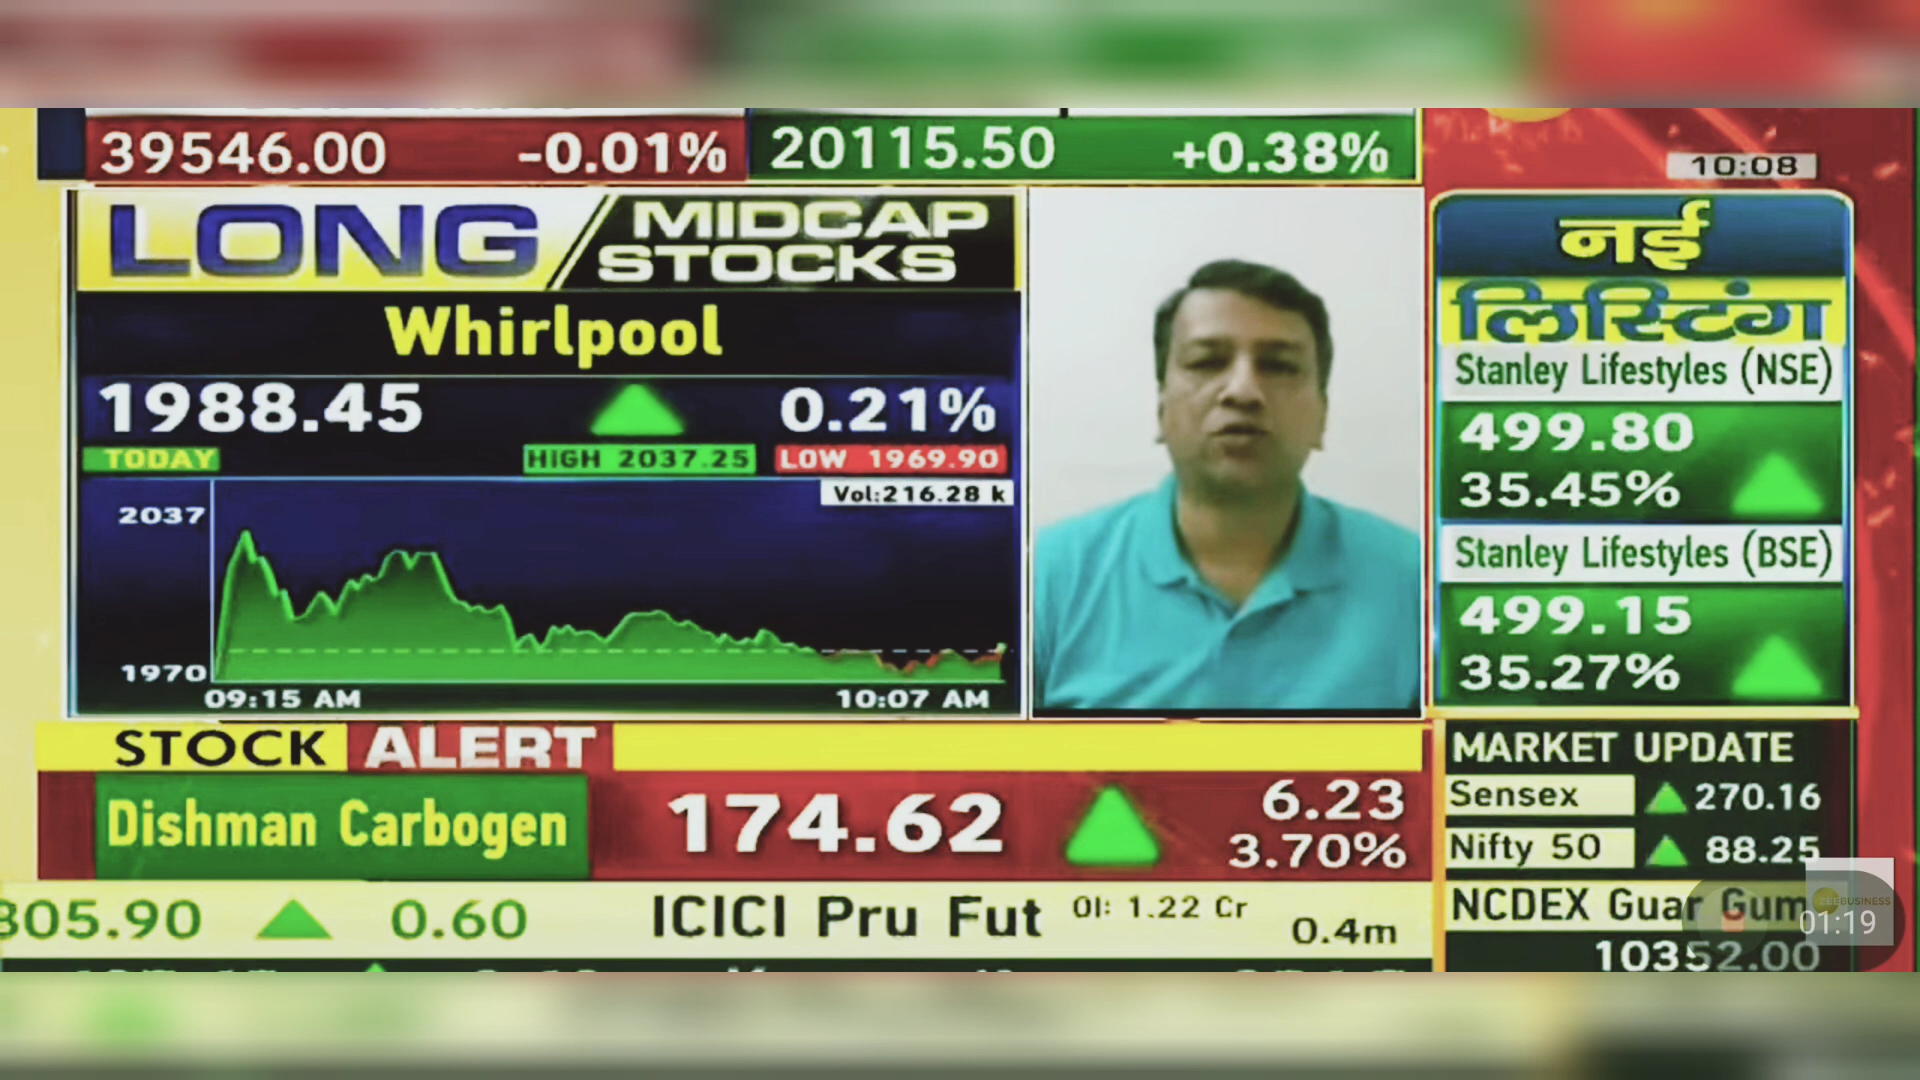 39546.00 -0.01% 20115.50 +0.38%
10:08
LONG MIDCAP STOCKS
Whirlpool
1988.45 0.21%
TODAY HIGH 2037.25 LOW 1969.90
Vol:216.28 k
2037
1970
09:15 AM 10:07 AM
नई
लिस्टिंग
Stanley Lifestyles (NSE)
499.80
35.45%
Stanley Lifestyles (BSE)
499.15
35.27%
STOCK ALERT
Dishman Carbogen 174.62 6.23
3.70%
MARKET UPDATE
Sensex 270.16
Nifty 50 88.25
NCDEX Guar Gum
10352.00
ZEEBUSINESS
01:19
805.90 0.60 ICICI Pru Fut OI: 1.22 Cr 0.4m